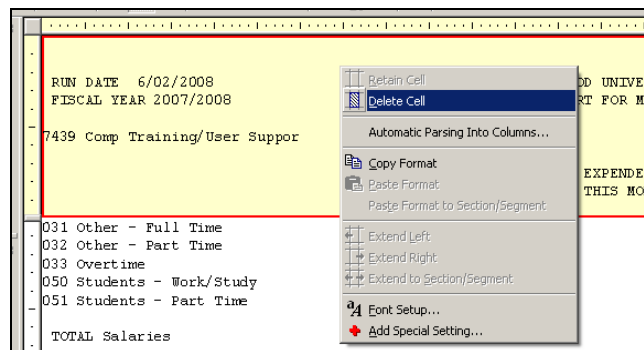 RUN DATE 6/02/2008
FISCAL YEAR 2007/2008
7439 Comp Training/User Suppor
OD UNIVE
RT FOR M
EXPENDE
THIS MO
Retain Cell
Delete Cell
Automatic Parsing Into Columns...
Copy Format
Paste Format
Paste Format to Section/Segment
Extend Left
Extend Right
Extend to Section/Segment
Font Setup...
Add Special Setting...
031 Other - Full Time
032 Other - Part Time
033 Overtime
050 Students - Work/Study
051 Students - Part Time
TOTAL Salaries